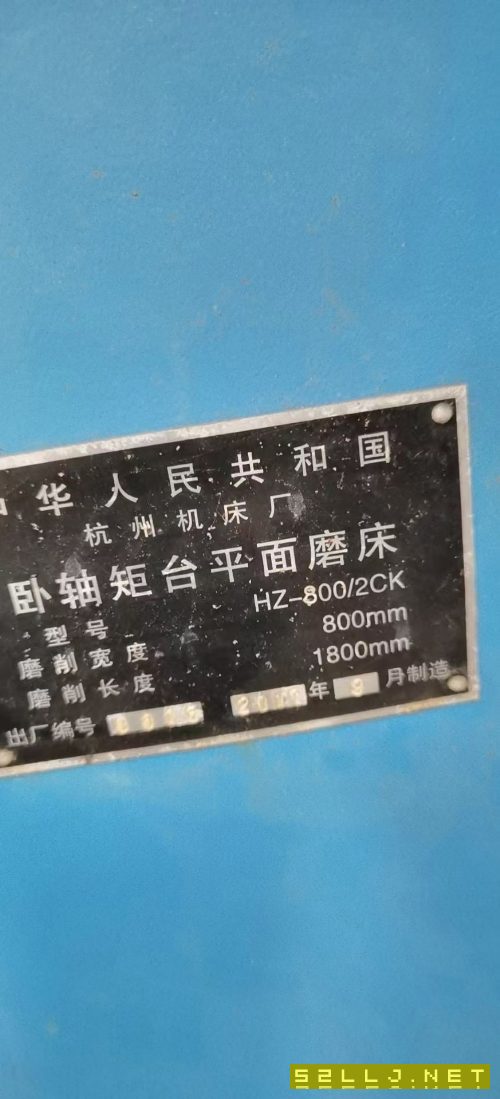 华人民共和国
杭州机床厂
卧轴矩台平面磨床
型号 HZ-800/2CK
磨削宽度 800mm
磨削长度 1800mm
出厂编号 年 9 月制造
52LLJ.NET